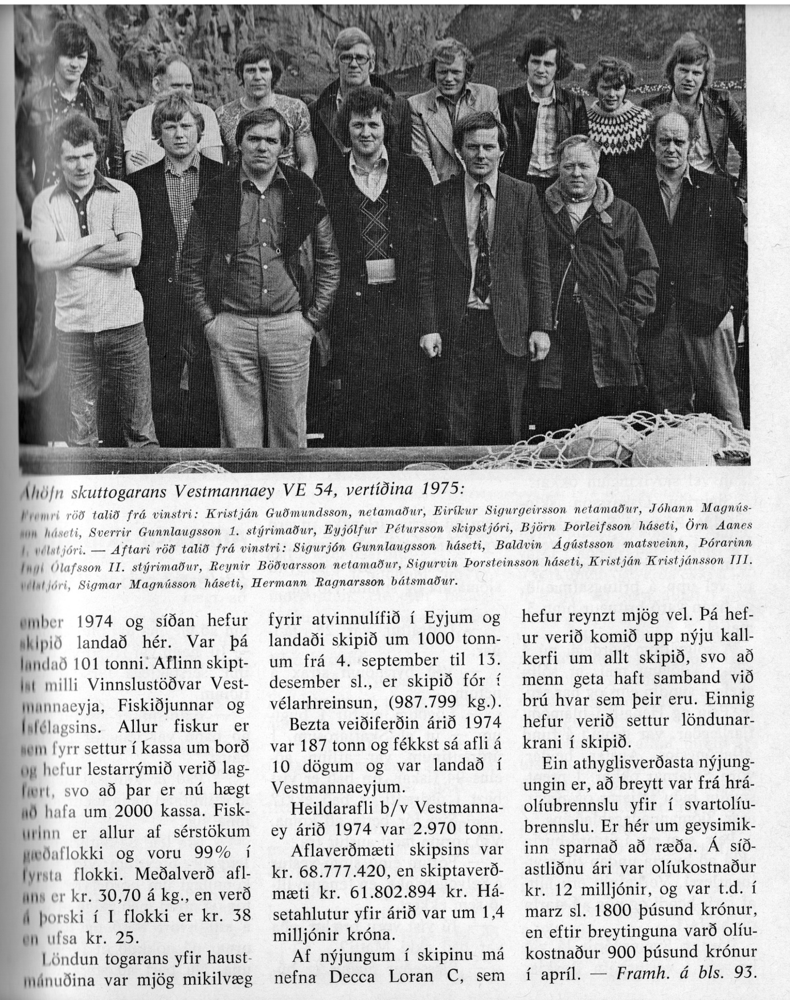 Áhöfn skuttogarans Vestmannaey VE 54, vertíðina 1975:
Fremri röð talið frá vinstri: Kristján Guðmundsson, netamaður, Eiríkur Sigurgeirsson netamaður, Jóhann Magnús-
son háseti, Sverrir Gunnlaugsson 1. stýrimaður, Eyjólfur Pétursson skipstjóri, Björn Þorleifsson háseti, Örn Aanes
1. vélstjóri. — Aftari röð talið frá vinstri: Sigurjón Gunnlaugsson háseti, Baldvin Ágústsson matsveinn, Þórarinn
Ingi Ólafsson II. stýrimaður, Reynir Böðvarsson netamaður, Sigurvin Þorsteinsson háseti, Kristján Kristjánsson III.
vélstjóri, Sigmar Magnússon háseti, Hermann Ragnarsson bátsmaður.
ember 1974 og síðan hefur
skipið landað hér. Var þá
landað 101 tonni. Aflinn skipt-
ist milli Vinnslustöðvar Vest-
mannaeyja, Fiskiðjunnar og
Ísfélagsins. Allur fiskur er
sem fyrr settur í kassa um borð
og hefur lestarrýmið verið lag-
fært, svo að þar er nú hægt
að hafa um 2000 kassa. Fisk-
urinn er allur af sérstökum
gæðaflokki og voru 99% í
fyrsta flokki. Meðalverð afl-
ans er kr. 30,70 á kg., en verð
á þorski í I flokki er kr. 38
en ufsa kr. 25.
Löndun togarans yfir haust-
mánuðina var mjög mikilvæg
fyrir atvinnulífið í Eyjum og
landaði skipið um 1000 tonn-
um frá 4. september til 13.
desember sl., er skipið fór í
vélarhreinsun, (987.799 kg.).
Bezta veiðiferðin árið 1974
var 187 tonn og fékkst sá afli á
10 dögum og var landað í
Vestmannaeyjum.
Heildarafli b/v Vestmanna-
ey árið 1974 var 2.970 tonn.
Aflaverðmæti skipsins var
kr. 68.777.420, en skiptaverð-
mæti kr. 61.802.894 kr. Há-
setahlutur yfir árið var um 1,4
milljónir króna.
Af nýjungum í skipinu má
nefna Decca Loran C, sem
hefur reynzt mjög vel. Þá hef-
ur verið komið upp nýju kall-
kerfi um allt skipið, svo að
menn geta haft samband við
brú hvar sem þeir eru. Einnig
hefur verið settur löndunar-
krani í skipið.
Ein athyglisverðasta nýjung-
ungin er, að breytt var frá hrá-
olíubrennslu yfir í svartolíu-
brennslu. Er hér um geysimik-
inn sparnað að ræða. Á síð-
astliðnu ári var olíukostnaður
kr. 12 milljónir, og var t.d. í
marz sl. 1800 þúsund krónur,
en eftir breytinguna varð olíu-
kostnaður 900 þúsund krónur
í apríl. — Framh. á bls. 93.